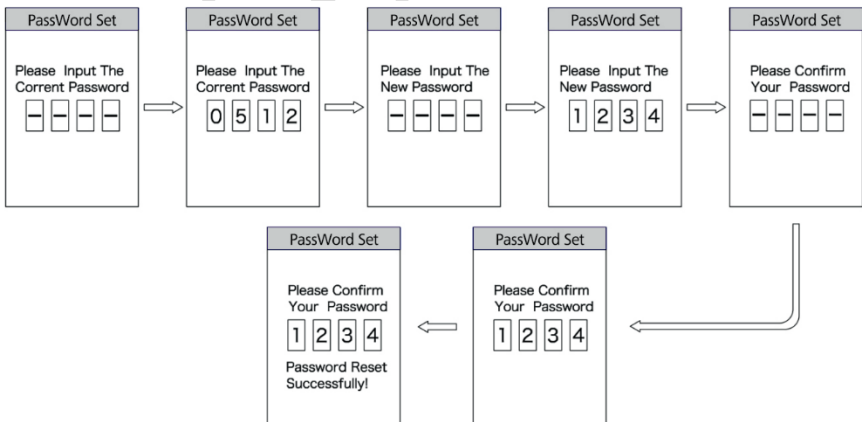 PassWord Set
Please Input The
Corrent Password
- - - -
PassWord Set
Please Input The
Corrent Password
0 5 1 2
PassWord Set
Please Input The
New Password
- - - -
PassWord Set
Please Input The
New Password
1 2 3 4
PassWord Set
Please Confirm
Your Password
- - - -
PassWord Set
Please Confirm
Your Password
1 2 3 4
Password Reset
Successfully!
PassWord Set
Please Confirm
Your Password
1 2 3 4